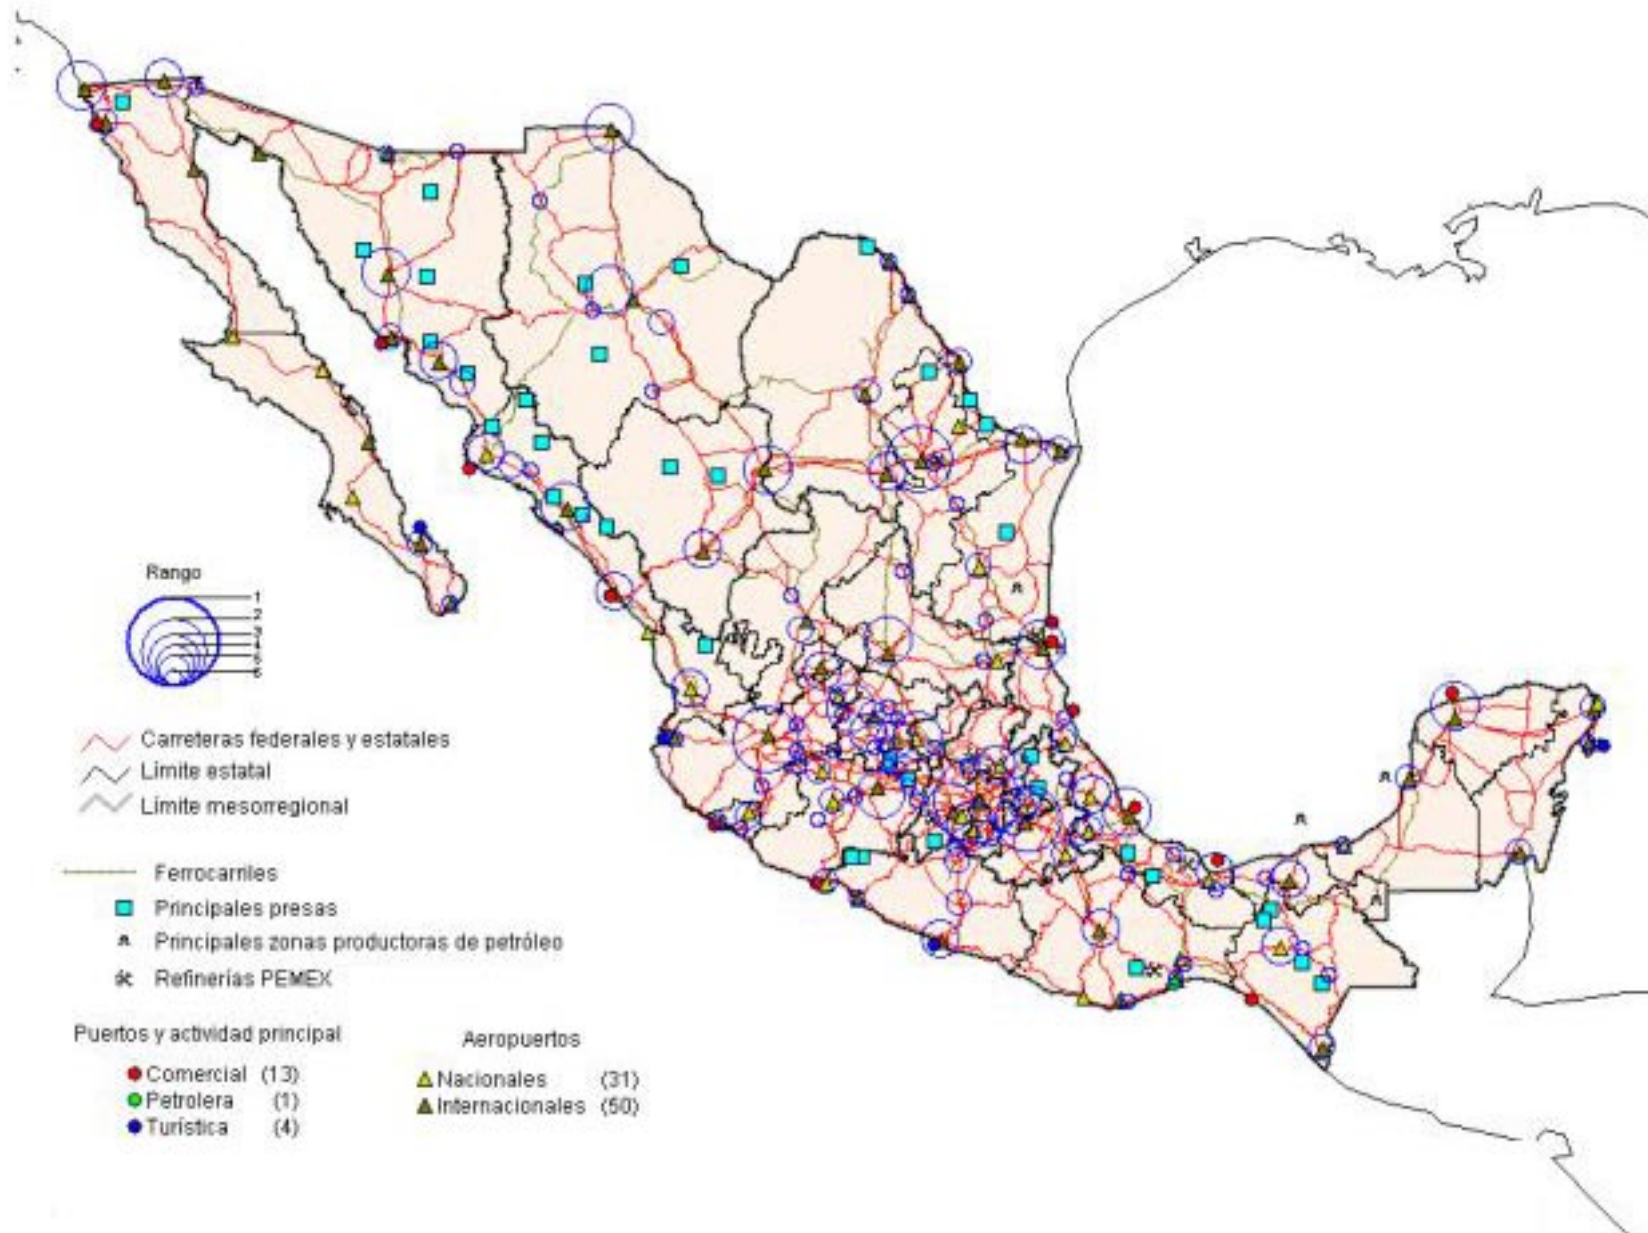 Rango
1
2
3
4
5
6
Carreteras federales y estatales
Límite estatal
Límite mesorregional
Ferrocarriles
Principales presas
Principales zonas productoras de petróleo
Refinerías PEMEX
Puertos y actividad principal
Comercial (13)
Petrolera (1)
Turística (4)
Aeropuertos
Nacionales (31)
Internacionales (50)